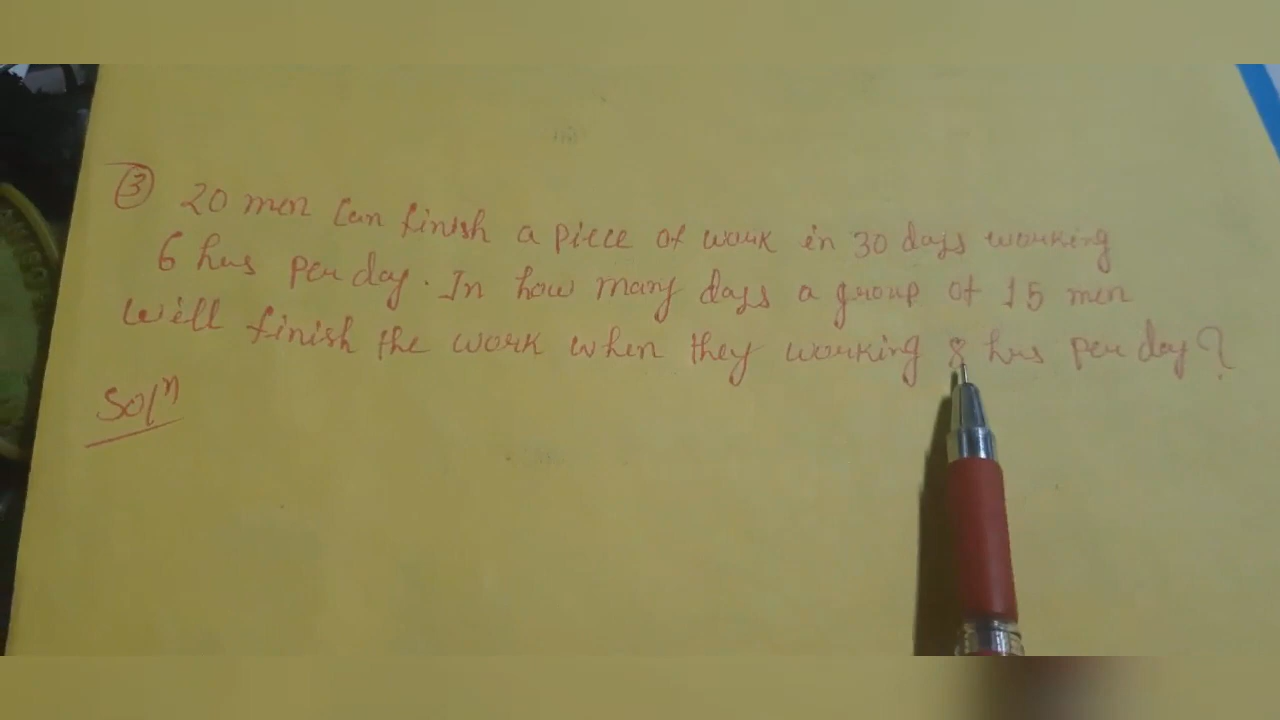 ③ 20 men can finish a piece of work in 30 days working
6 hrs per day. In how many days a group of 15 men
will finish the work when they working 8 hrs per day?
Solⁿ